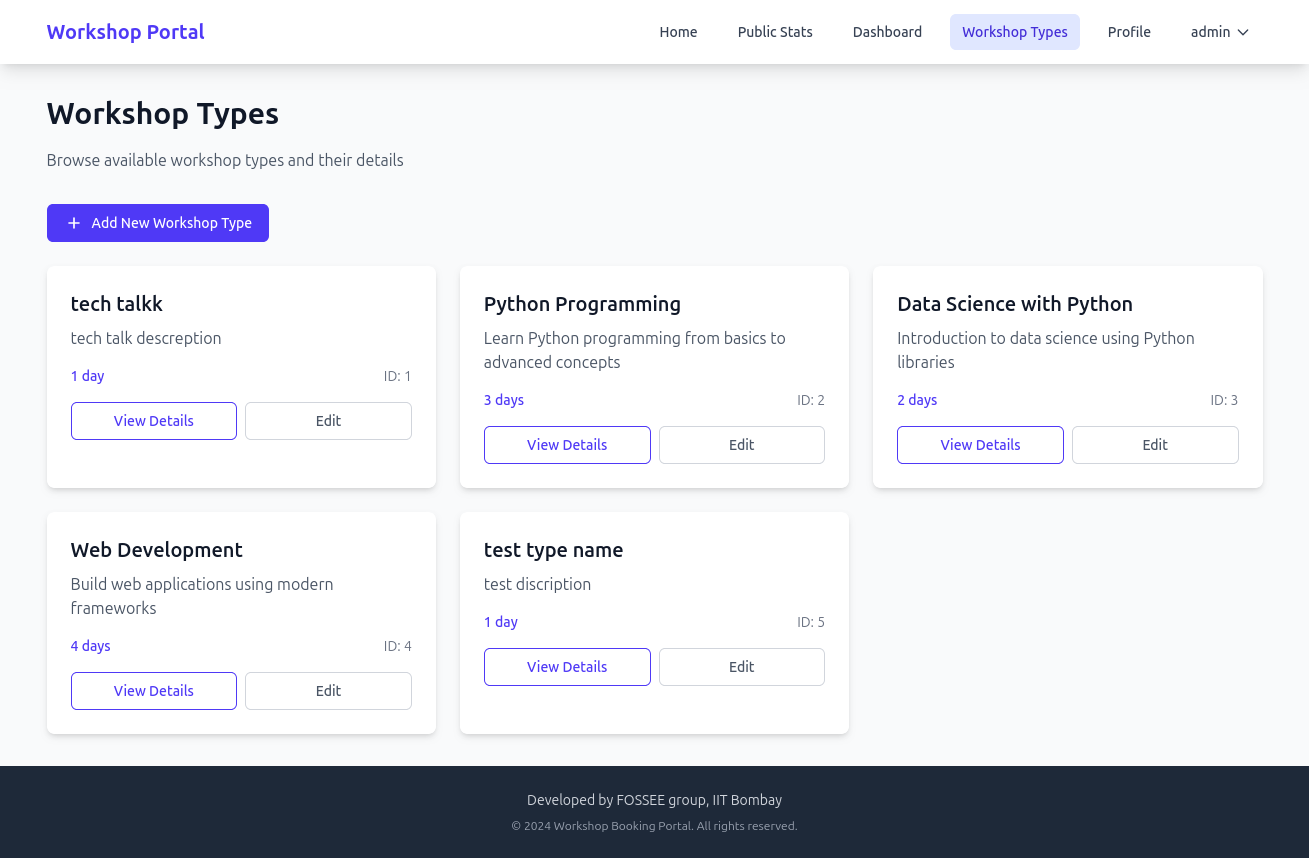 Workshop Portal
Home
Public Stats
Dashboard
Workshop Types
Profile
admin
Workshop Types
Browse available workshop types and their details
Add New Workshop Type
tech talkk
tech talk descreption
1 day
ID: 1
View Details
Edit
Python Programming
Learn Python programming from basics to
advanced concepts
3 days
ID: 2
View Details
Edit
Data Science with Python
Introduction to data science using Python
libraries
2 days
ID: 3
View Details
Edit
Web Development
Build web applications using modern
frameworks
4 days
ID: 4
View Details
Edit
test type name
test discription
1 day
ID: 5
View Details
Edit
Developed by FOSSEE group, IIT Bombay
© 2024 Workshop Booking Portal. All rights reserved.